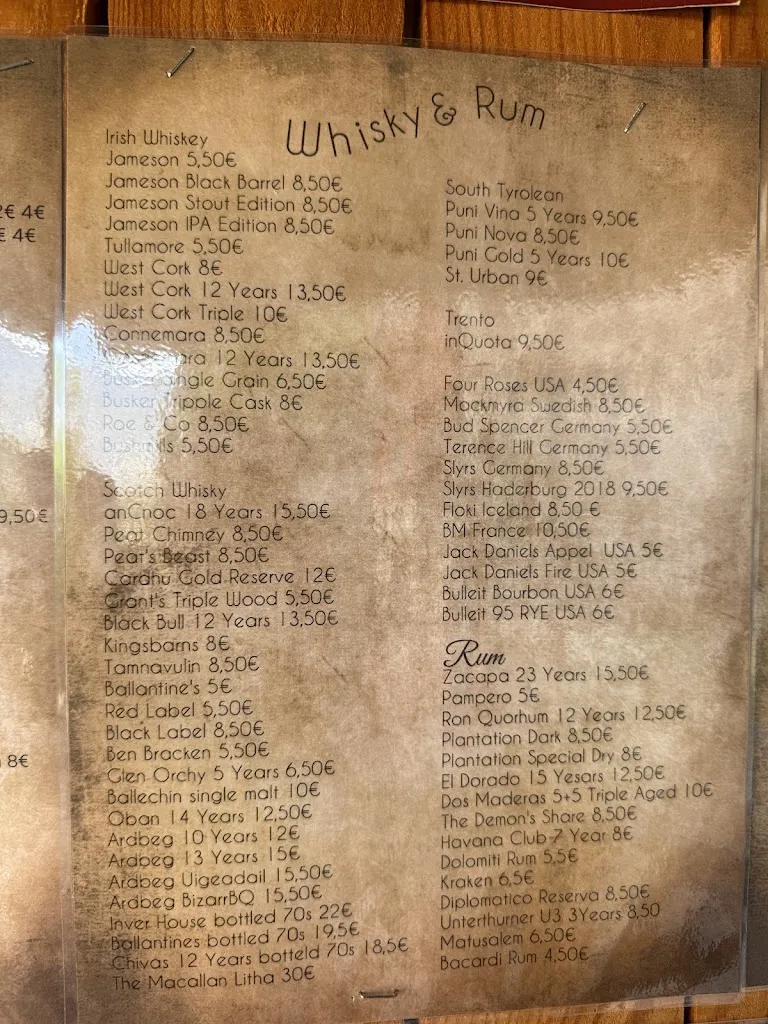 Whisky & Rum
Irish Whiskey
Jameson 5,50€
Jameson Black Barrel 8,50€
Jameson Stout Edition 8,50€
Jameson IPA Edition 8,50€
Tullamore 5,50€
West Cork 8€
West Cork 12 Years 13,50€
West Cork Triple 10€
Connemara 8,50€
Connemara 12 Years 13,50€
Busker Single Grain 6,50€
Busker Tripple Cask 8€
Roe & Co 8,50€
Bushmills 5,50€
Scotch Whisky
anCnoc 18 Years 15,50€
Peat Chimney 8,50€
Peat's Beast 8,50€
Cardhu Gold Reserve 12€
Grant's Triple Wood 5,50€
Black Bull 12 Years 13,50€
Kingsbarns 8€
Tamnavulin 8,50€
Ballantine's 5€
Red Label 5,50€
Black Label 8,50€
Ben Bracken 5,50€
Glen Orchy 5 Years 6,50€
Ballechin single malt 10€
Oban 14 Years 12,50€
Ardbeg 10 Years 12€
Ardbeg 13 Years 15€
Ardbeg Uigeadail 15,50€
Ardbeg BizarrBQ 15,50€
Inver House bottled 70s 22€
Ballantines bottled 70s 19,5€
Chivas 12 Years botteld 70s 18,5€
The Macallan Litha 30€
South Tyrolean
Puni Vina 5 Years 9,50€
Puni Nova 8,50€
Puni Gold 5 Years 10€
St. Urban 9€
Trento
inQuota 9,50€
Four Roses USA 4,50€
Mackmyra Swedish 8,50€
Bud Spencer Germany 5,50€
Terence Hill Germany 5,50€
Slyrs Germany 8,50€
Slyrs Haderburg 2018 9,50€
Floki Iceland 8,50 €
BM France 10,50€
Jack Daniels Appel USA 5€
Jack Daniels Fire USA 5€
Bulleit Bourbon USA 6€
Bulleit 95 RYE USA 6€
Rum
Zacapa 23 Years 15,50€
Pampero 5€
Ron Quorhum 12 Years 12,50€
Plantation Dark 8,50€
Plantation Special Dry 8€
El Dorado 15 Yesars 12,50€
Dos Maderas 5+5 Triple Aged 10€
The Demon's Share 8,50€
Havana Club 7 Year 8€
Dolomiti Rum 5,5€
Kraken 6,5€
Diplomatico Reserva 8,50€
Unterthurner U3 3Years 8,50
Matusalem 6,50€
Bacardi Rum 4,50€
€ 4€
€ 4€
9,50€
8€